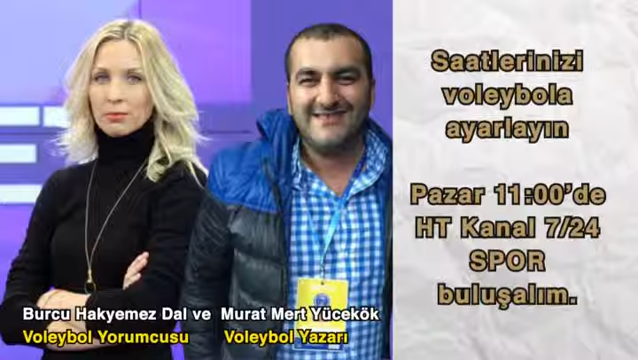 Saatlerinizi
voleybola
ayarlayın
Pazar 11:00’de
HT Kanal 7/24
SPOR
buluşalım.
Burcu Hakyemez Dal ve Murat Mert Yücekök
Voleybol Yorumcusu Voleybol Yazarı